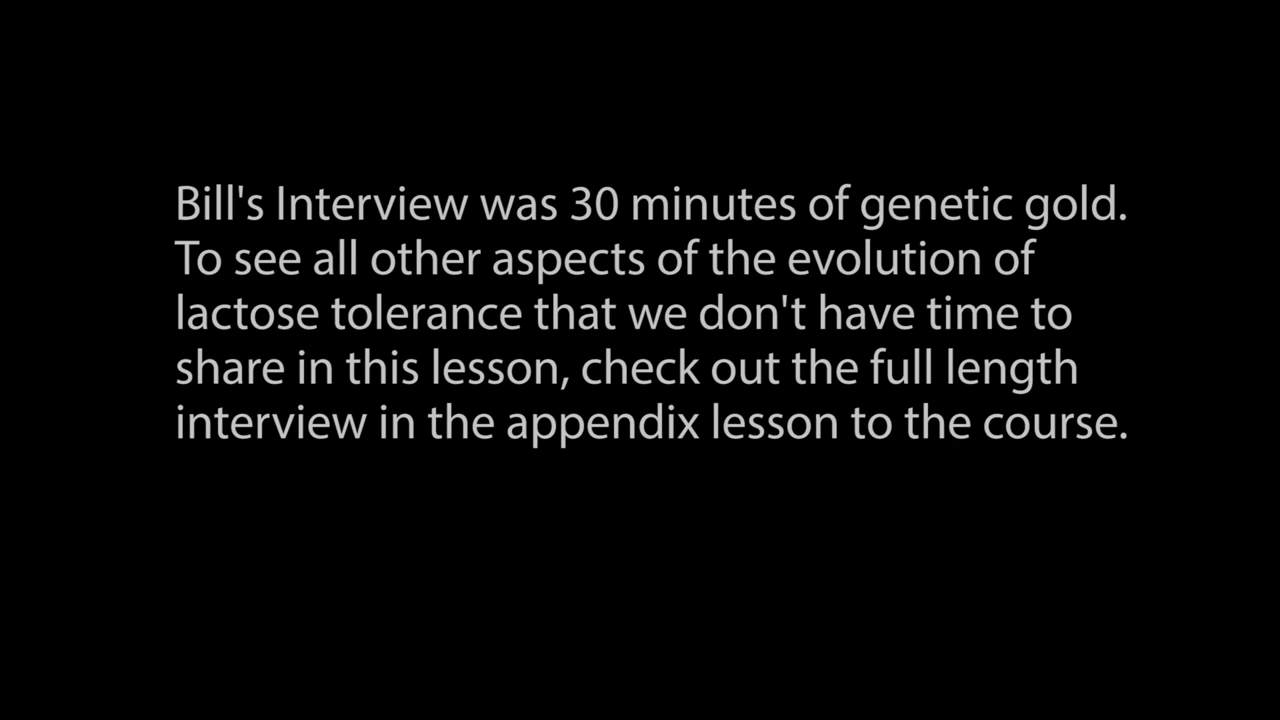 Bill's Interview was 30 minutes of genetic gold.
To see all other aspects of the evolution of
lactose tolerance that we don't have time to
share in this lesson, check out the full length
interview in the appendix lesson to the course.